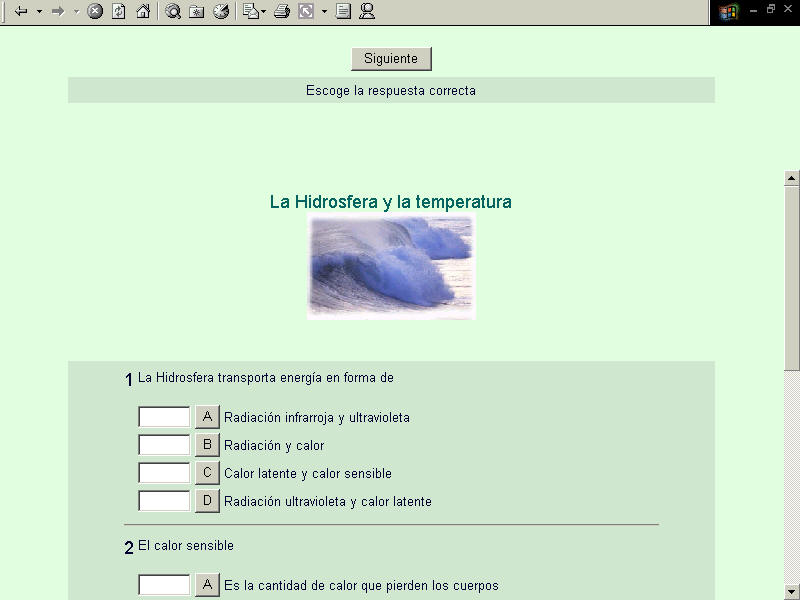 Siguiente
Escoge la respuesta correcta
La Hidrosfera y la temperatura
1 La Hidrosfera transporta energía en forma de
A Radiación infrarroja y ultravioleta
B Radiación y calor
C Calor latente y calor sensible
D Radiación ultravioleta y calor latente
2 El calor sensible
A Es la cantidad de calor que pierden los cuerpos